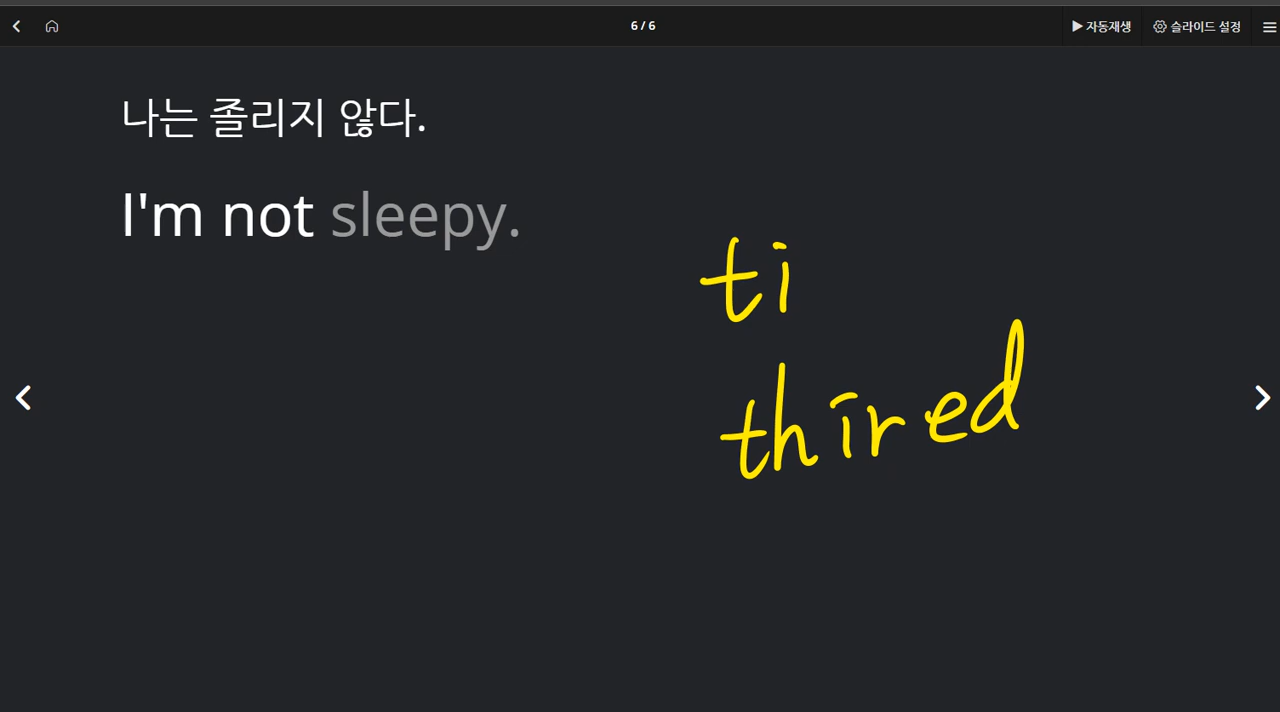 6 / 6
▶ 자동재생
슬라이드 설정
나는 졸리지 않다.
I'm not sleepy.
ti
thired